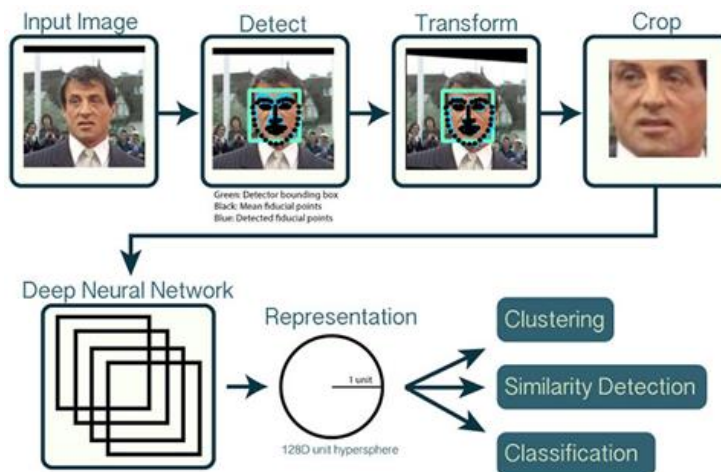 Input Image
Detect
Transform
Crop
Green: Detector bounding box
Black: Mean fiducial points
Blue: Detected fiducial points
Deep Neural Network
Representation
1 unit
128D unit hypersphere
Clustering
Similarity Detection
Classification